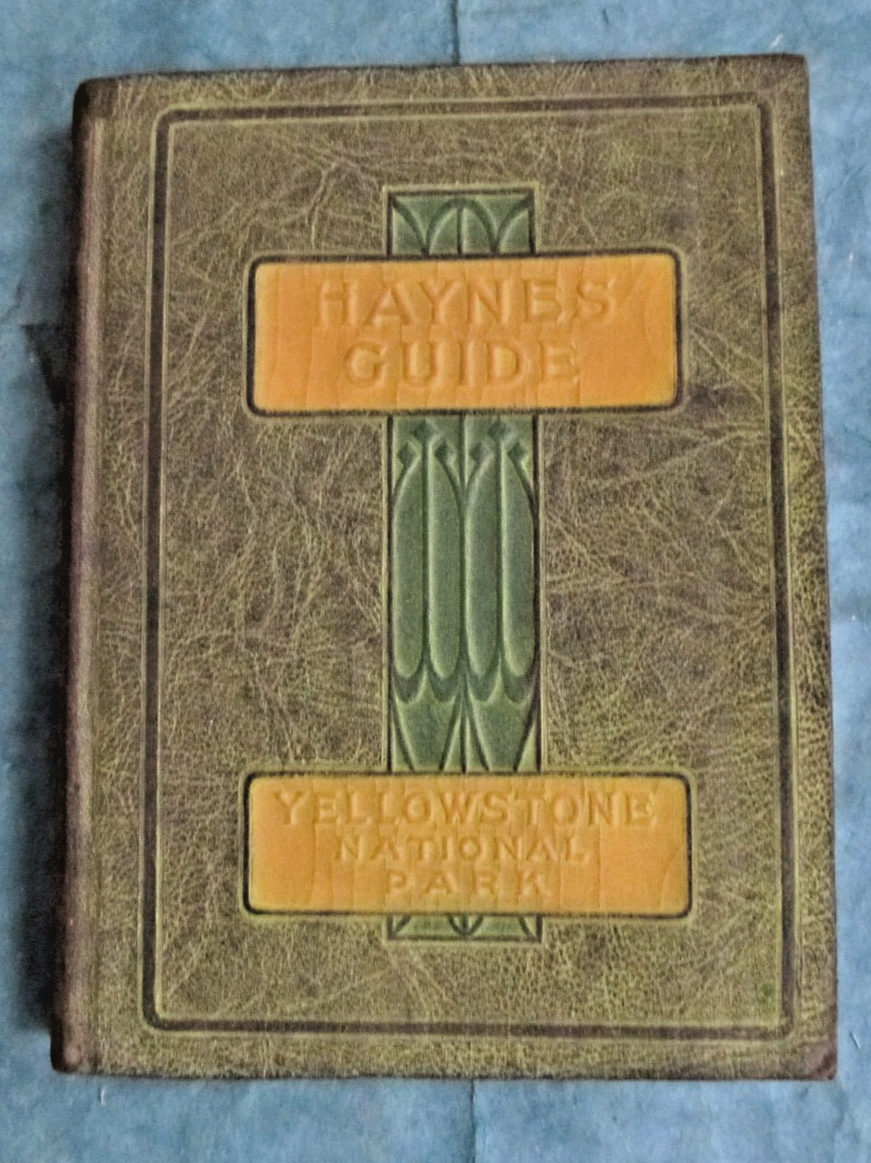 HAYNES
GUIDE
YELLOWSTONE
NATIONAL
PARK